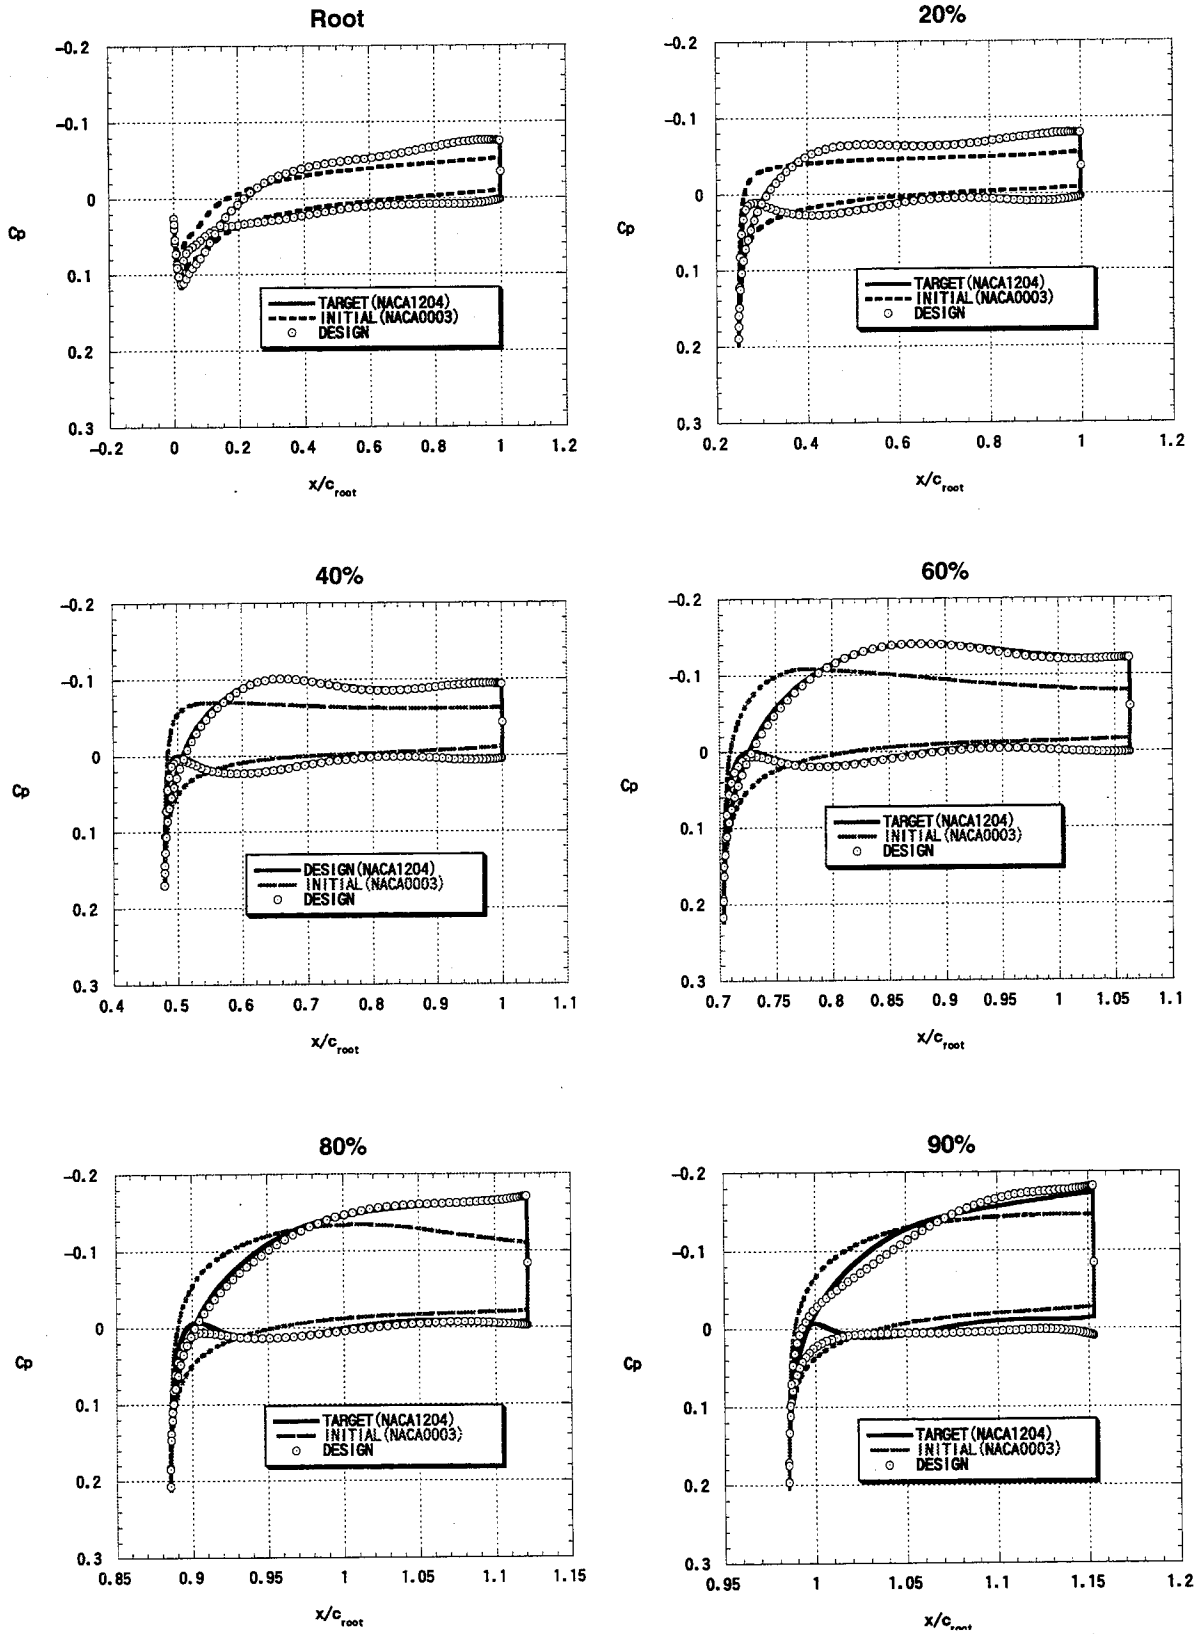 Root
-0.2
-0.1
0
0.1
0.2
0.3
Cp
TARGET(NACA1204)
INITIAL(NACA0003)
DESIGN
-0.2 0 0.2 0.4 0.6 0.8 1 1.2
x/c_root
20%
-0.2
-0.1
0
0.1
0.2
0.3
Cp
TARGET(NACA1204)
INITIAL(NACA0003)
DESIGN
0.2 0.4 0.6 0.8 1 1.2
x/c_root
40%
-0.2
-0.1
0
0.1
0.2
0.3
Cp
DESIGN(NACA1204)
INITIAL(NACA0003)
DESIGN
0.4 0.5 0.6 0.7 0.8 0.9 1 1.1
x/c_root
60%
-0.2
-0.1
0
0.1
0.2
0.3
Cp
TARGET(NACA1204)
INITIAL(NACA0003)
DESIGN
0.7 0.75 0.8 0.85 0.9 0.95 1 1.05 1.1
x/c_root
80%
-0.2
-0.1
0
0.1
0.2
0.3
Cp
TARGET(NACA1204)
INITIAL(NACA0003)
DESIGN
0.85 0.9 0.95 1 1.05 1.1 1.15
x/c_root
90%
-0.2
-0.1
0
0.1
0.2
0.3
Cp
TARGET(NACA1204)
INITIAL(NACA0003)
DESIGN
0.95 1 1.05 1.1 1.15 1.2
x/c_root